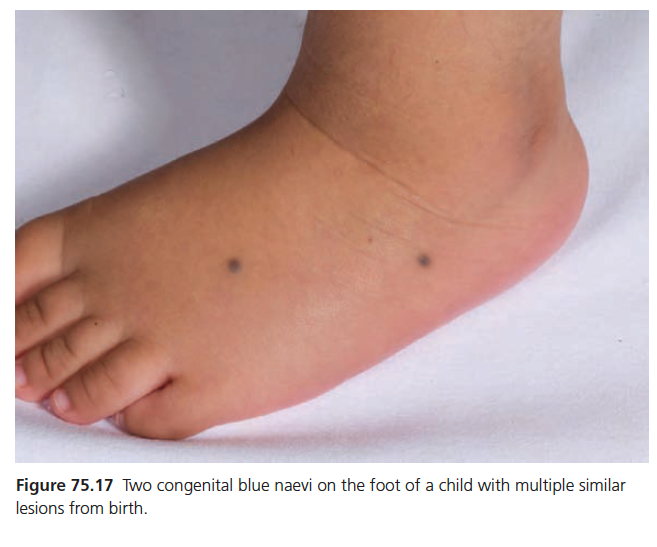 Figure 75.17 Two congenital blue naevi on the foot of a child with multiple similar
lesions from birth.